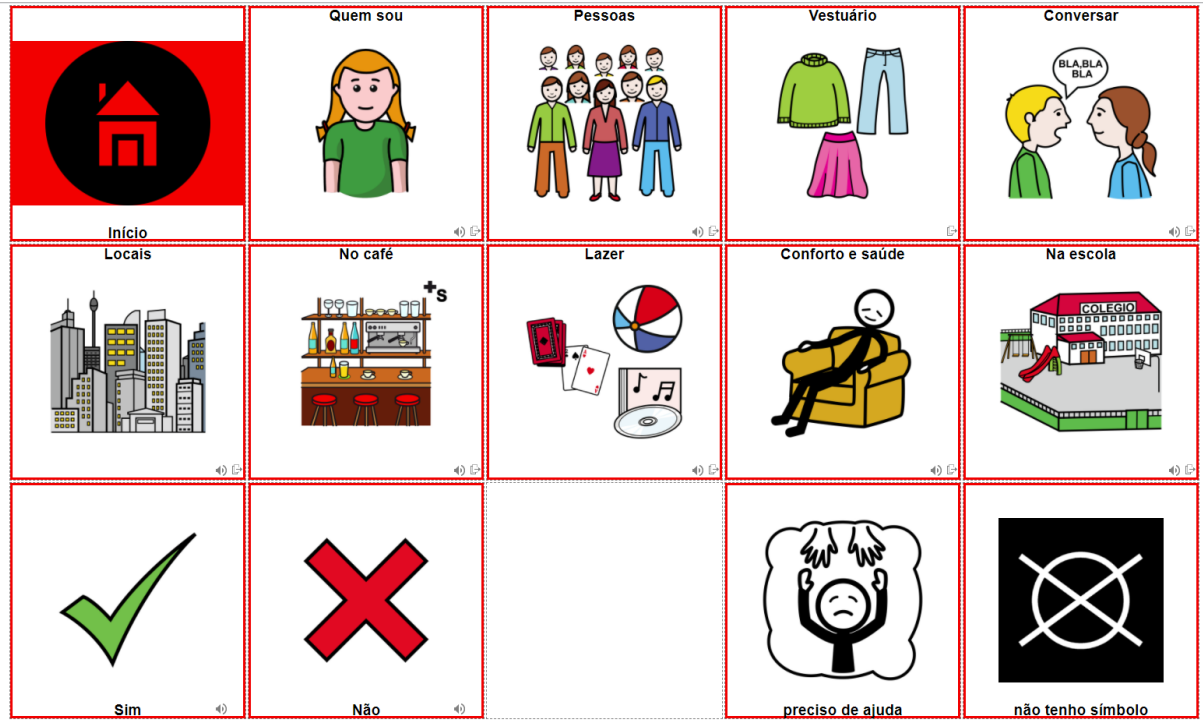 Início
Quem sou
Pessoas
Vestuário
Conversar
BLA,BLA
BLA
Locais
No café
+s
Lazer
Conforto e saúde
Na escola
COLEGIO
Sim
Não
preciso de ajuda
não tenho símbolo